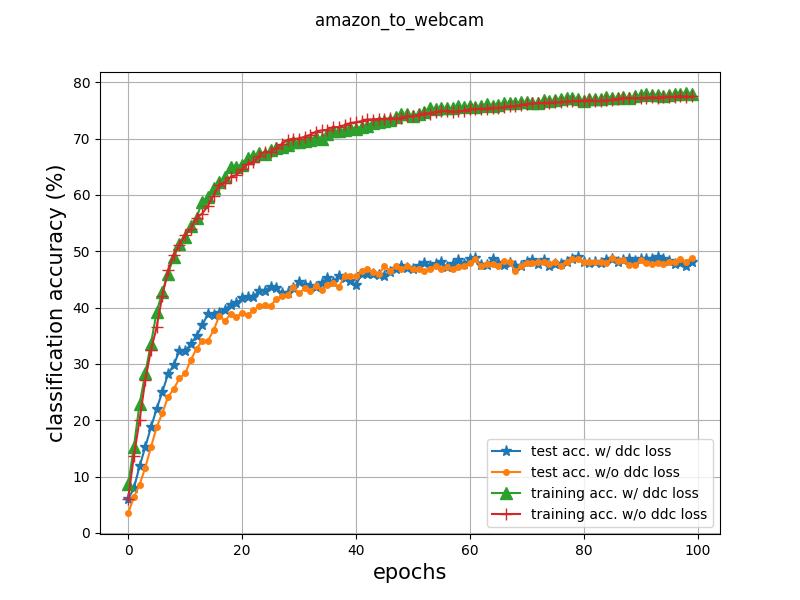 amazon_to_webcam
classification accuracy (%)
80
70
60
50
40
30
20
10
0
test acc. w/ ddc loss
test acc. w/o ddc loss
training acc. w/ ddc loss
training acc. w/o ddc loss
0 20 40 60 80 100
epochs